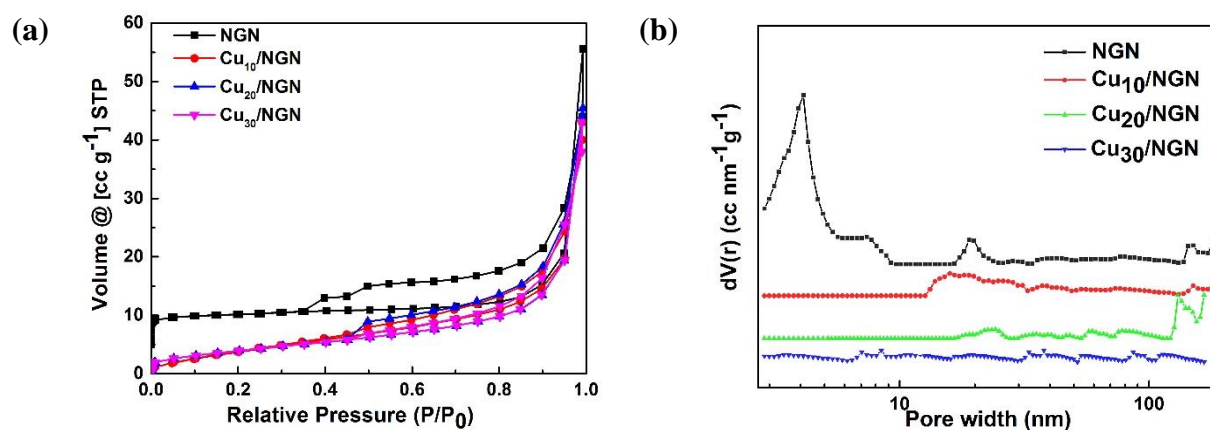 (a)
60
50
40
30
20
10
0
Volume @ [cc g⁻¹] STP
NGN
Cu₁₀/NGN
Cu₂₀/NGN
Cu₃₀/NGN
0.0 0.2 0.4 0.6 0.8 1.0
Relative Pressure (P/P₀)
(b)
dV(r) (cc nm⁻¹g⁻¹)
NGN
Cu₁₀/NGN
Cu₂₀/NGN
Cu₃₀/NGN
10 100
Pore width (nm)